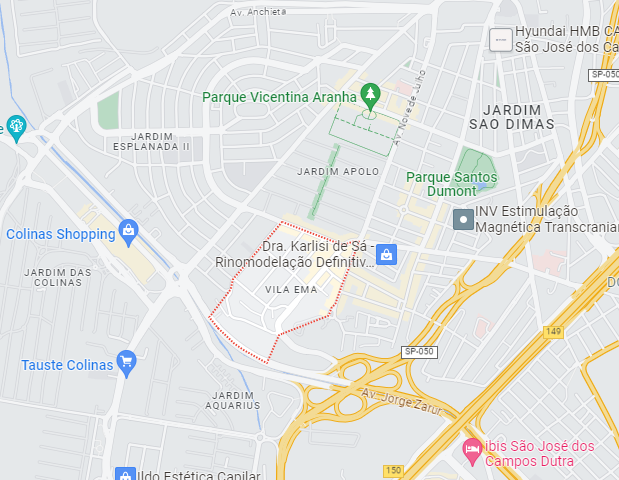 Av. Anchieta
Hyundai HMB CA
São José dos Ca
SP-050
Parque Vicentina Aranha
Av. Nove de Julho
JARDIM
SAO DIMAS
JARDIM
ESPLANADA II
JARDIM APOLO
Parque Santos
Dumont
INV Estimulação
Magnética Transcranian
Colinas Shopping
Dra. Karlisi de Sá -
Rinomodelação Definitiv...
JARDIM DAS
COLINAS
VILA EMA
149
SP-050
Tauste Colinas
JARDIM
AQUARIUS
Av. Jorge Zarur
ibis São José dos
Campos Dutra
150
Ildo Estética Capilar